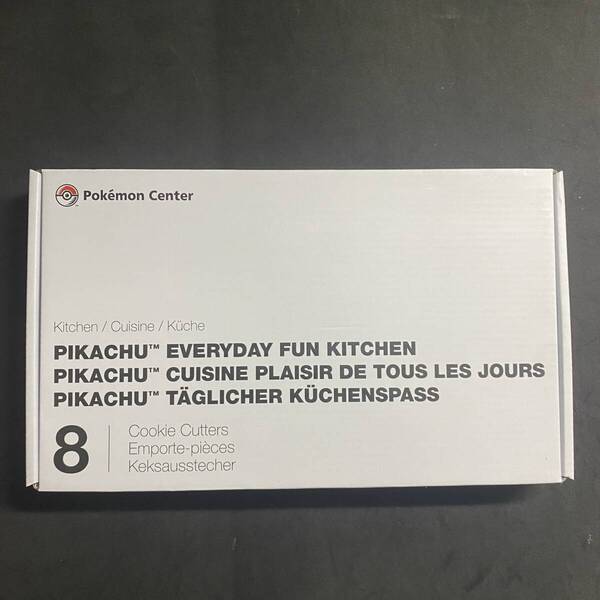 Pokémon Center
Kitchen / Cuisine / Küche
PIKACHU™ EVERYDAY FUN KITCHEN
PIKACHU™ CUISINE PLAISIR DE TOUS LES JOURS
PIKACHU™ TÄGLICHER KÜCHENSPASS
8
Cookie Cutters
Emporte-pièces
Keksausstecher